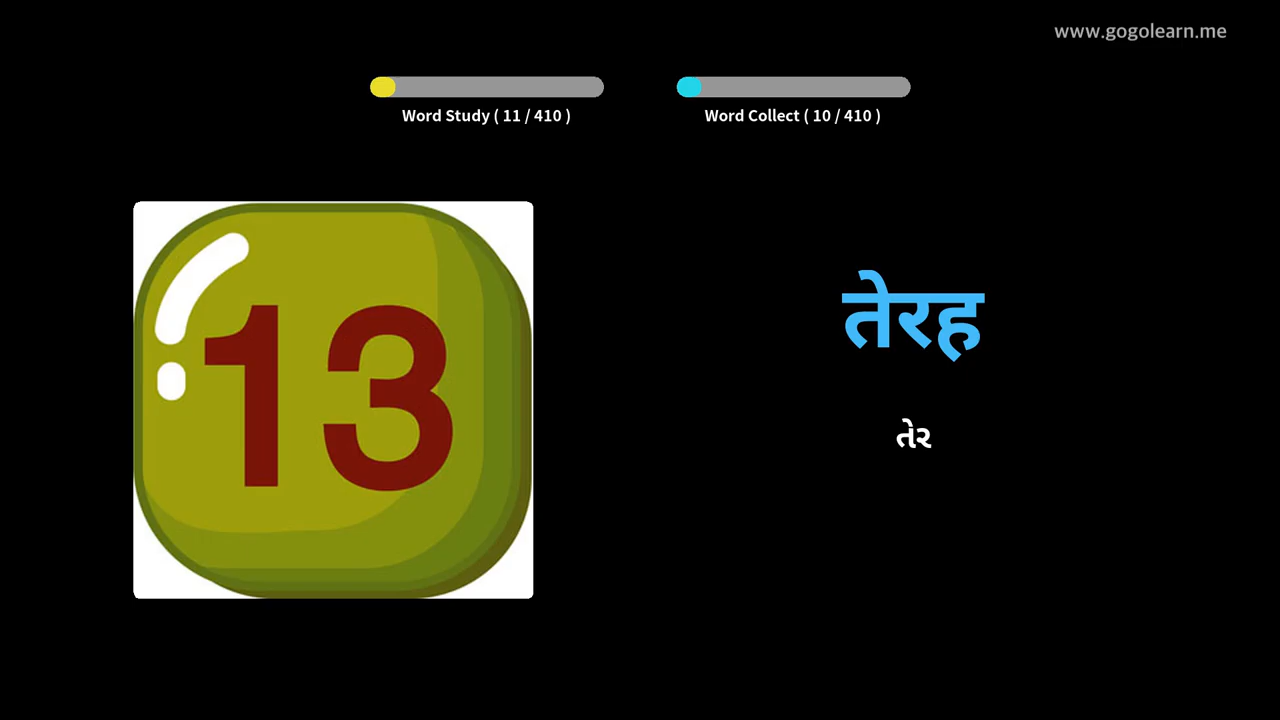 www.gogolearn.me
Word Study ( 11 / 410 )
Word Collect ( 10 / 410 )
13
तेरह
તેર